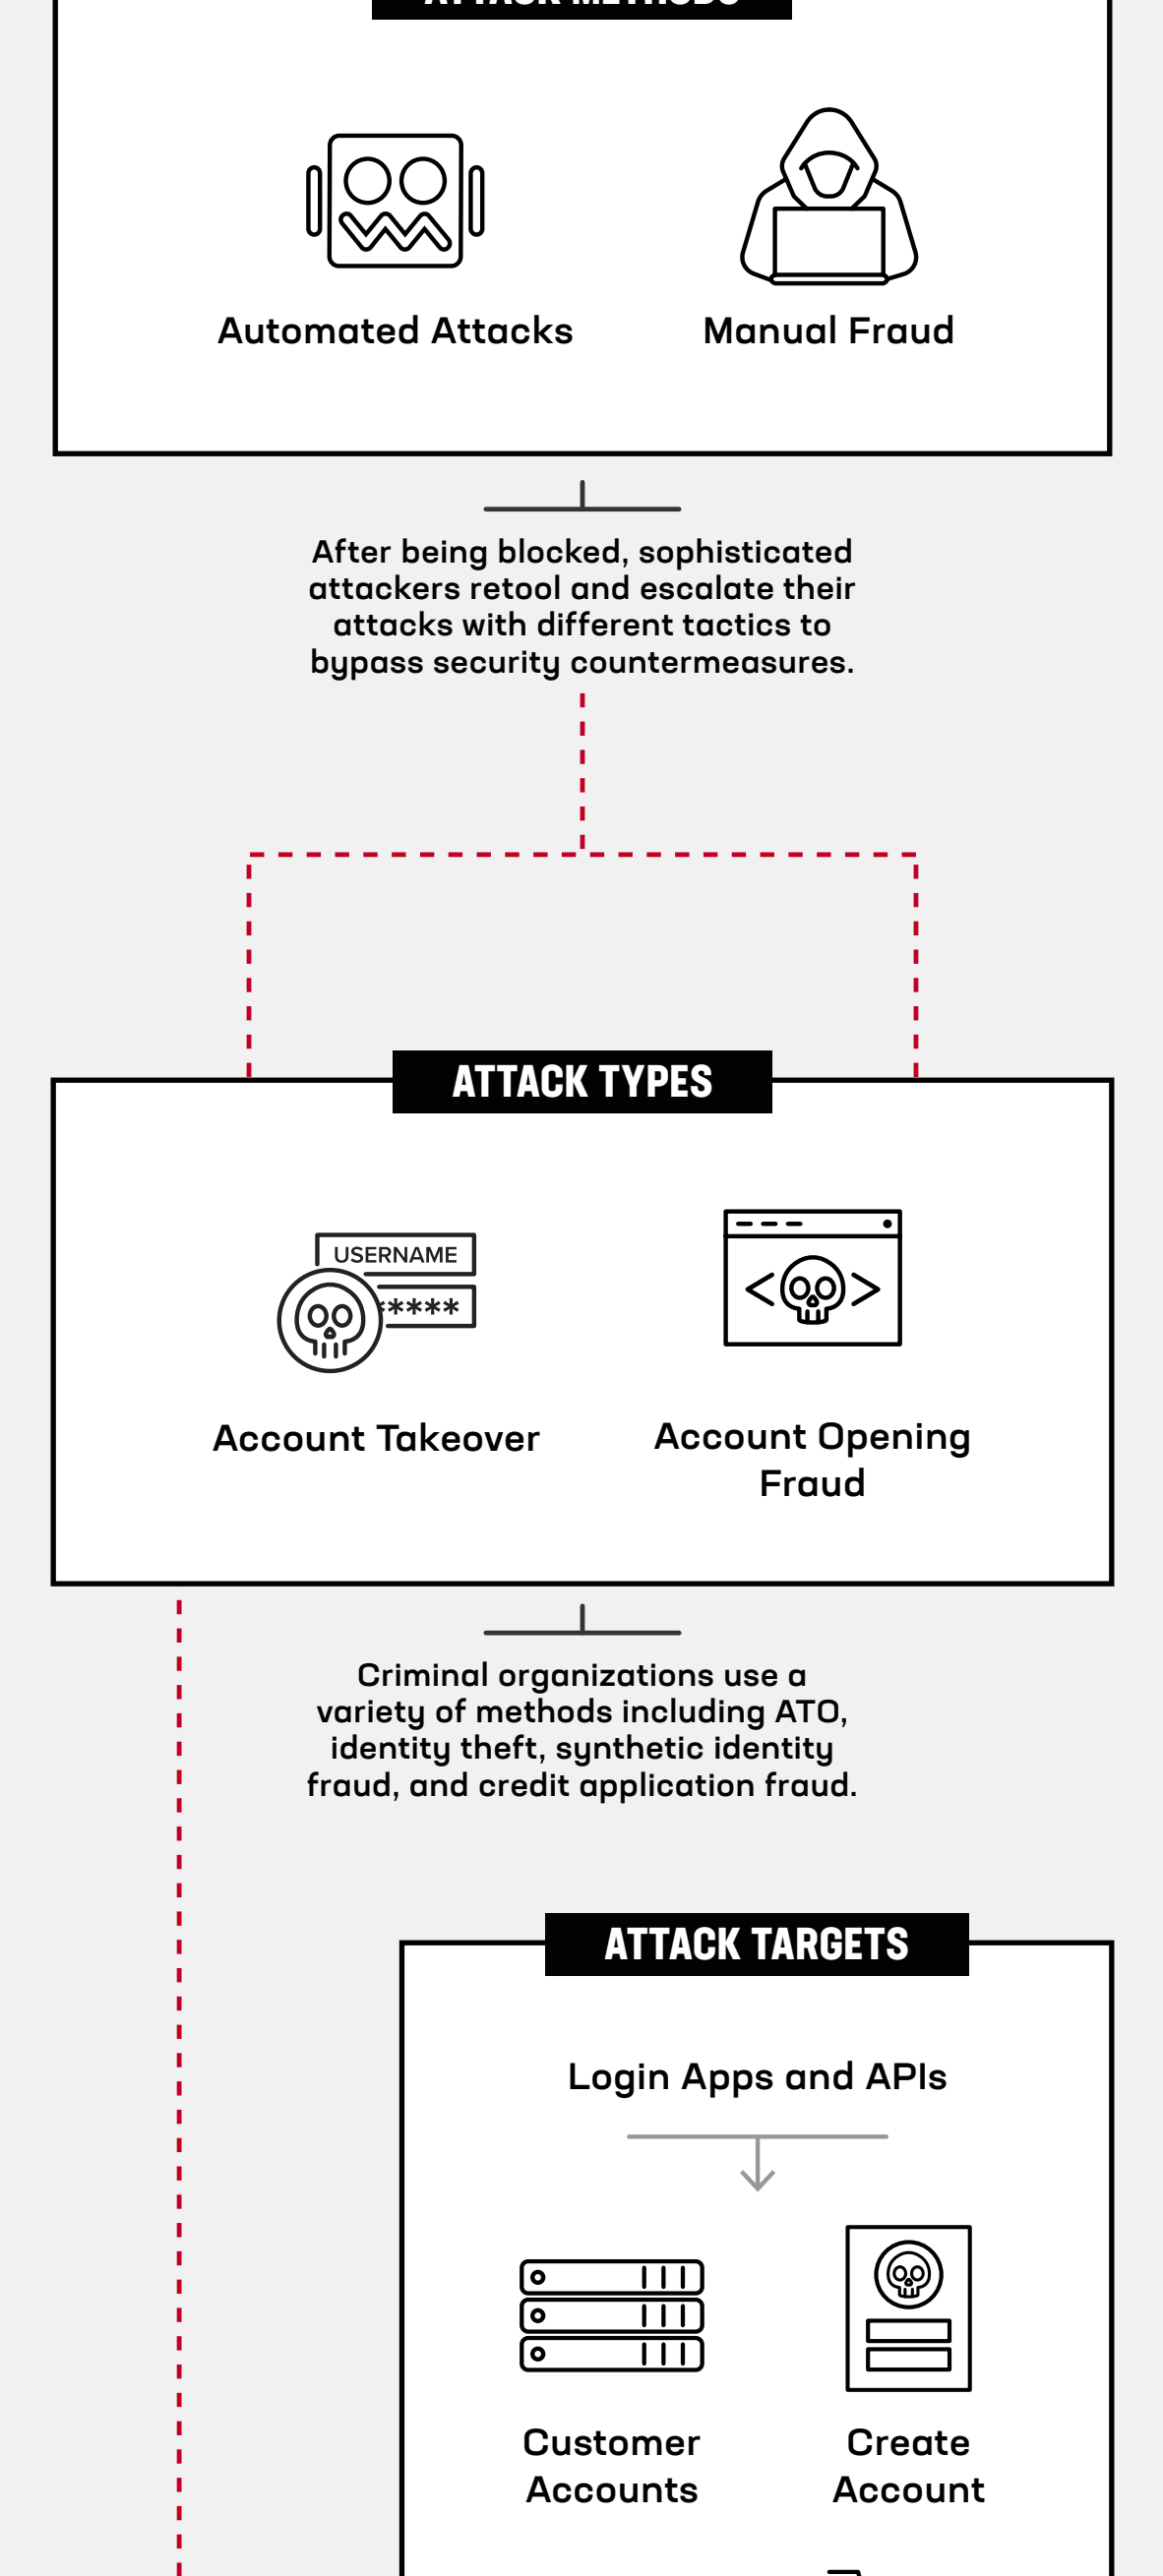 ATTACK METHODS
Automated Attacks
Manual Fraud
After being blocked, sophisticated
attackers retool and escalate their
attacks with different tactics to
bypass security countermeasures.
ATTACK TYPES
USERNAME
*****
Account Takeover
Account Opening
Fraud
Criminal organizations use a
variety of methods including ATO,
identity theft, synthetic identity
fraud, and credit application fraud.
ATTACK TARGETS
Login Apps and APIs
Customer
Accounts
Create
Account